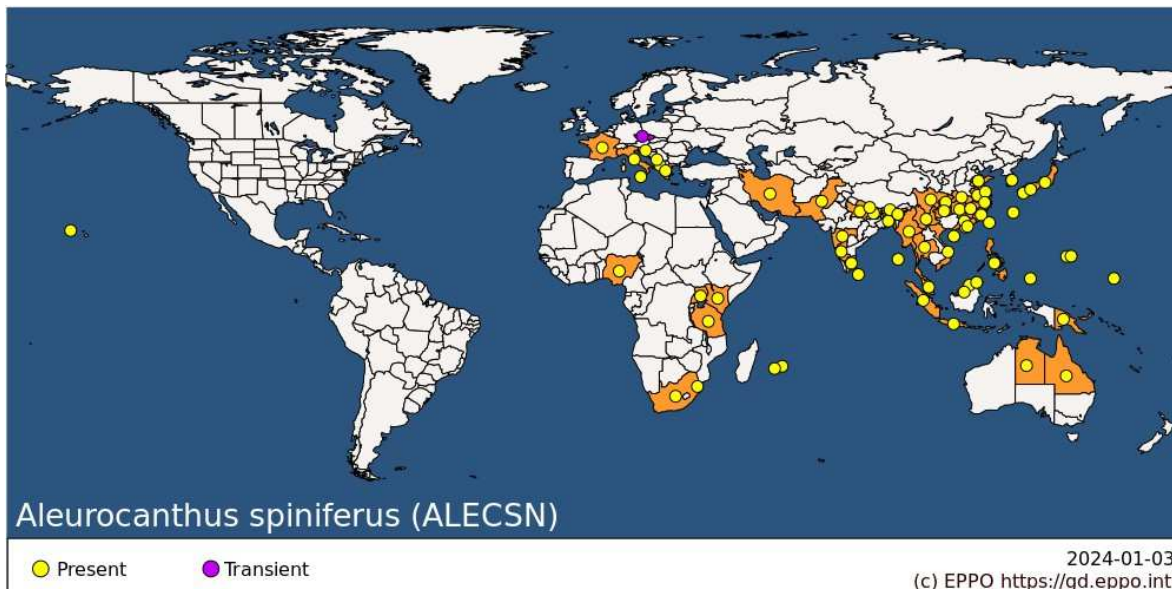 Aleurocanthus spiniferus (ALECSN)
Present
Transient
2024-01-03
(c) EPPO https://gd.eppo.int